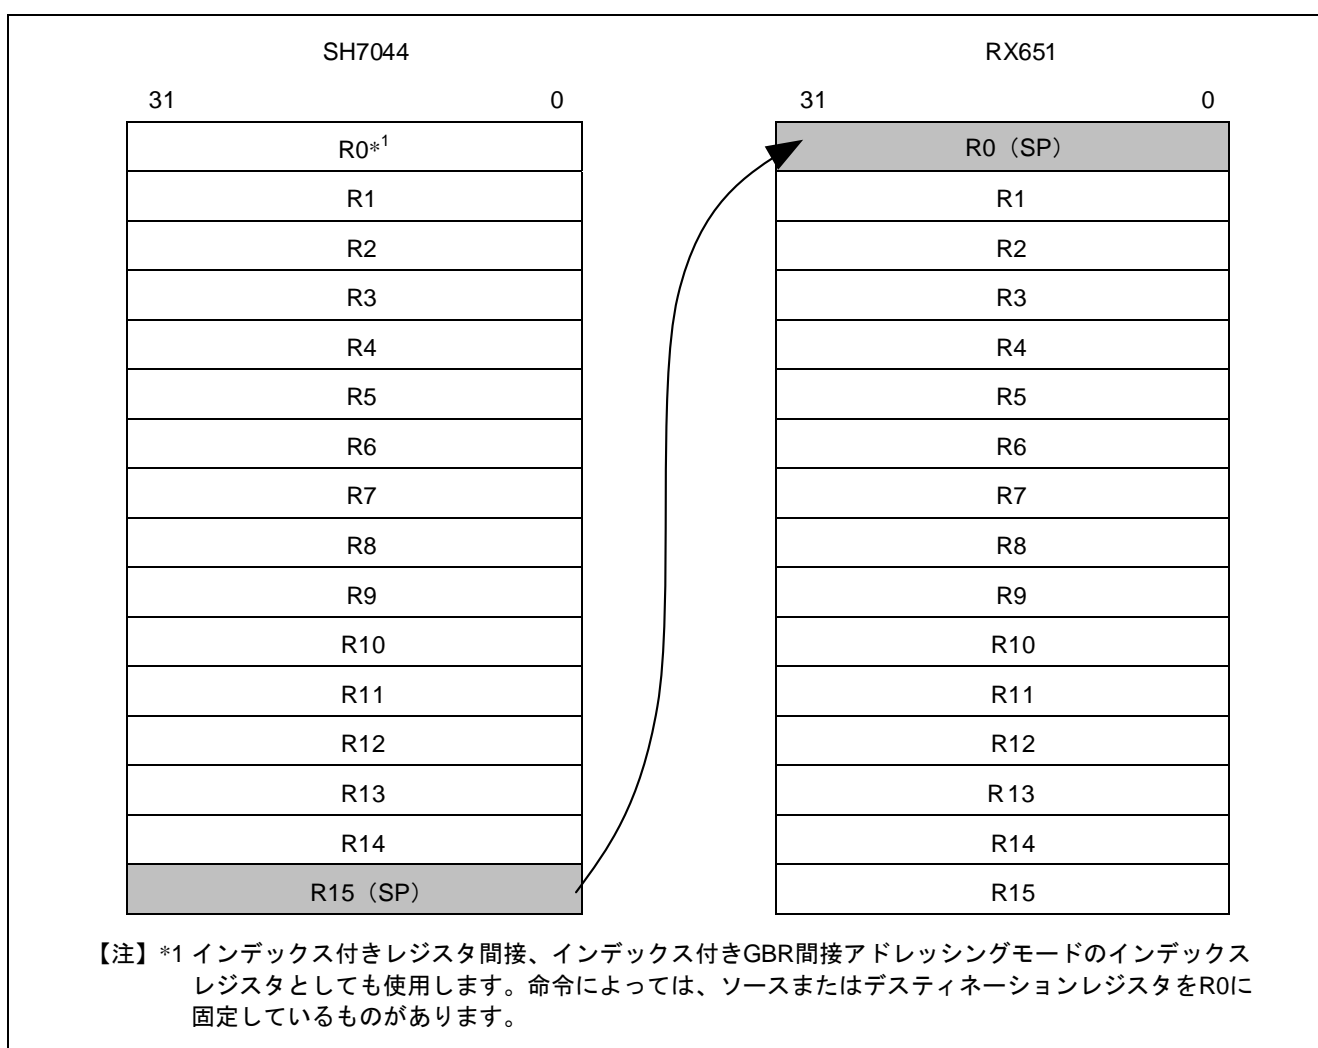 SH7044 RX651
31 0 31 0
R0*1 R0(SP)
R1 R1
R2 R2
R3 R3
R4 R4
R5 R5
R6 R6
R7 R7
R8 R8
R9 R9
R10 R10
R11 R11
R12 R12
R13 R13
R14 R14
R15(SP) R15
【注】*1 インデックス付きレジスタ間接、インデックス付きGBR間接アドレッシングモードのインデックス
レジスタとしても使用します。命令によっては、ソースまたはデスティネーションレジスタをR0に
固定しているものがあります。